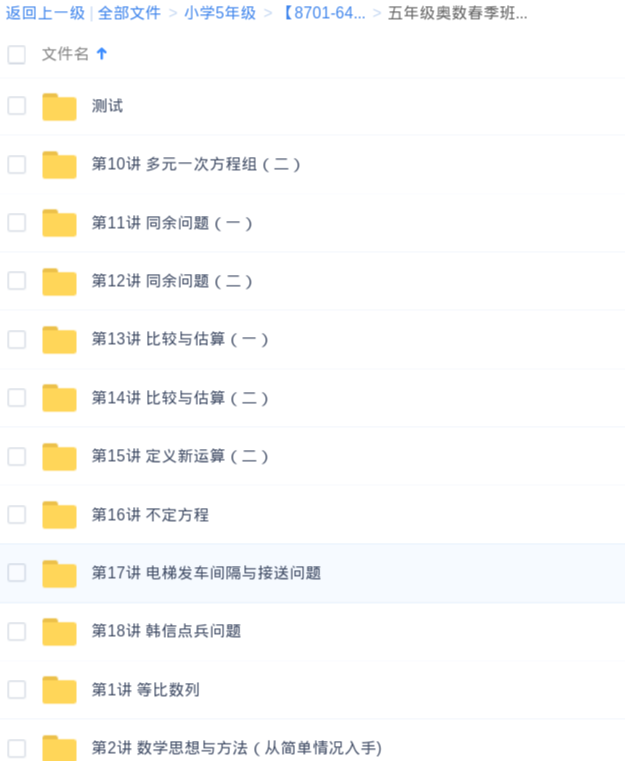 返回上一级 | 全部文件 > 小学5年级 > 【8701-64... > 五年级奥数春季班...
文件名
测试
第10讲 多元一次方程组（二）
第11讲 同余问题（一）
第12讲 同余问题（二）
第13讲 比较与估算（一）
第14讲 比较与估算（二）
第15讲 定义新运算（二）
第16讲 不定方程
第17讲 电梯发车间隔与接送问题
第18讲 韩信点兵问题
第1讲 等比数列
第2讲 数学思想与方法（从简单情况入手)